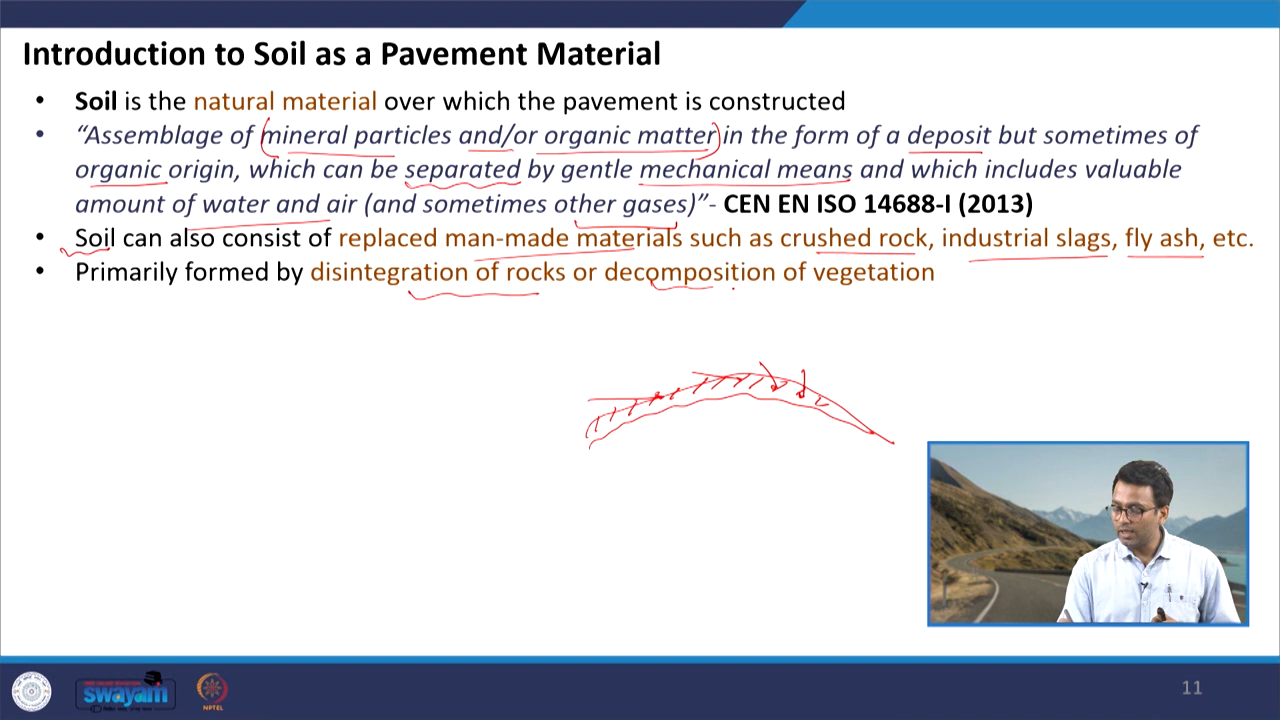 Introduction to Soil as a Pavement Material
• Soil is the natural material over which the pavement is constructed
• “Assemblage of mineral particles and/or organic matter in the form of a deposit but sometimes of
organic origin, which can be separated by gentle mechanical means and which includes valuable
amount of water and air (and sometimes other gases)”- CEN EN ISO 14688-I (2013)
• Soil can also consist of replaced man-made materials such as crushed rock, industrial slags, fly ash, etc.
• Primarily formed by disintegration of rocks or decomposition of vegetation
swayam
NPTEL
11